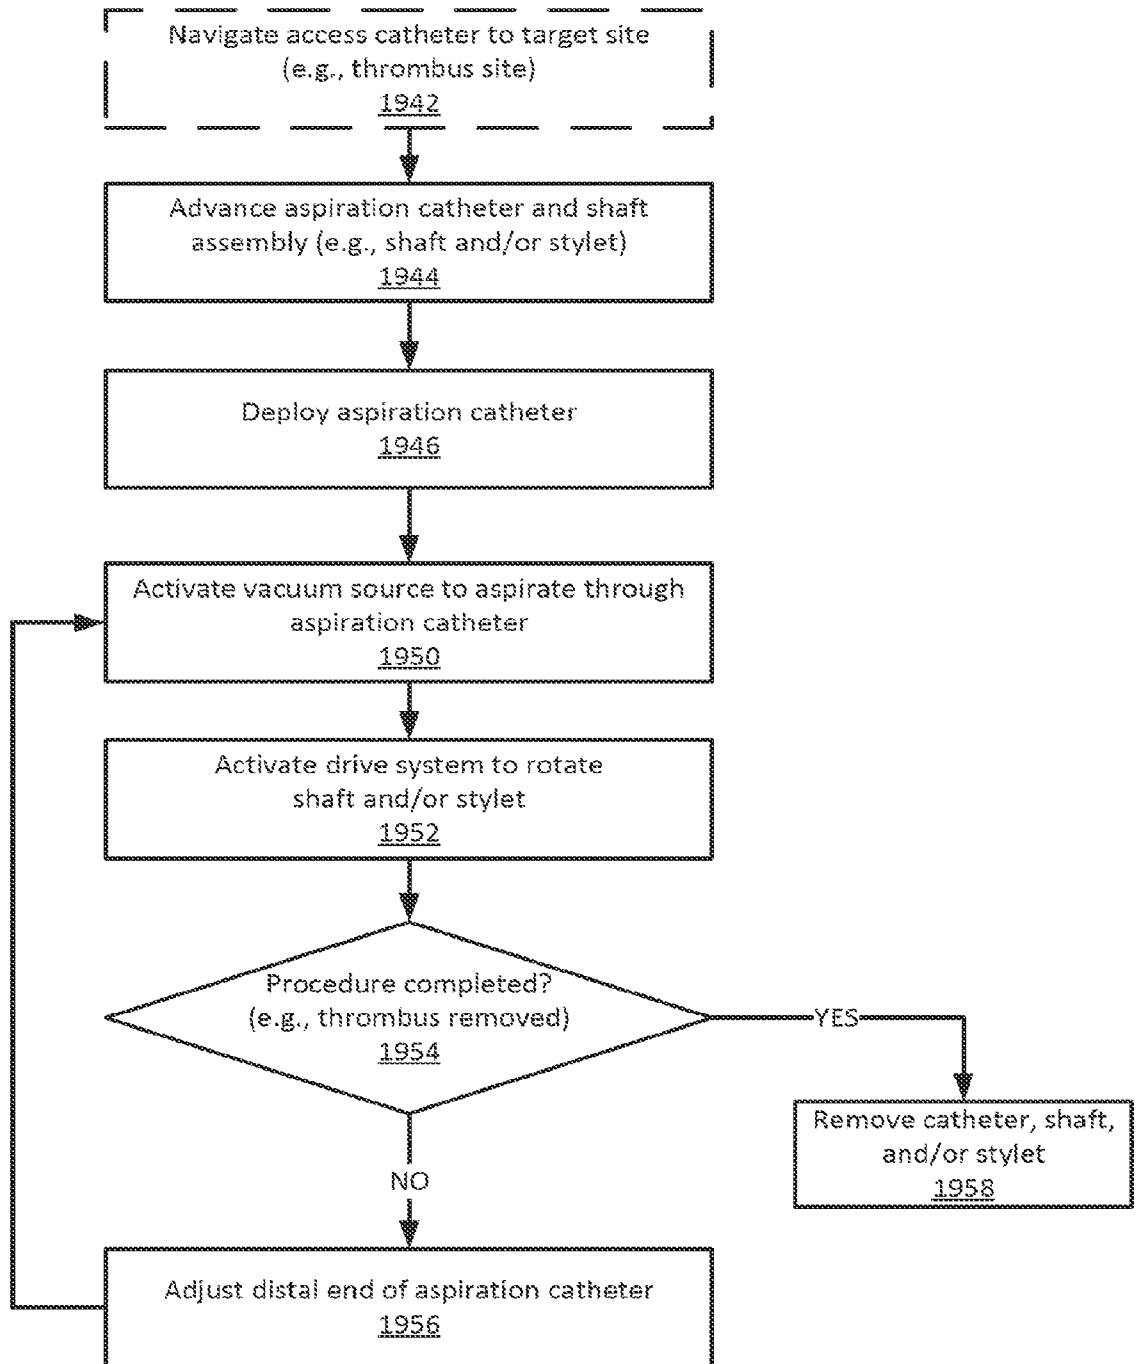 Navigate access catheter to target site
(e.g., thrombus site)
1942
Advance aspiration catheter and shaft
assembly (e.g., shaft and/or stylet)
1944
Deploy aspiration catheter
1946
Activate vacuum source to aspirate through
aspiration catheter
1950
Activate drive system to rotate
shaft and/or stylet
1952
Procedure completed?
(e.g., thrombus removed)
1954
YES
Remove catheter, shaft,
and/or stylet
1958
NO
Adjust distal end of aspiration catheter
1956